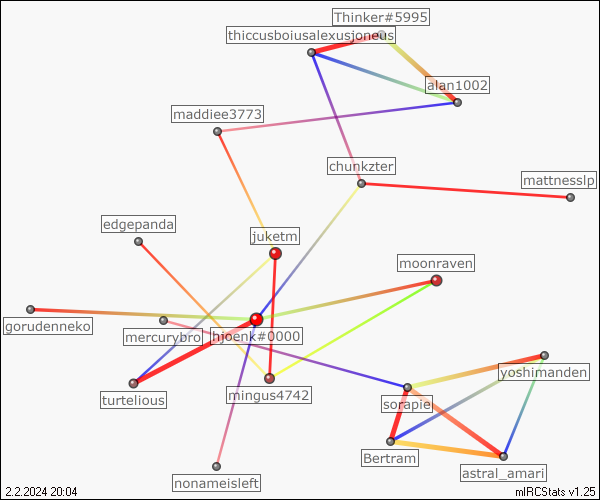 Thinker#5995
thiccusboiusalexusjoneus
alan1002
maddiee3773
chunkzter
mattnesslp
edgepanda
juketm
moonraven
gorudenneko
mercurybro
hjoenk#0000
yoshimanden
turtelious
mingus4742
sorapie
Bertram
astral_amari
nonameisleft
2.2.2024 20:04
mIRCStats v1.25